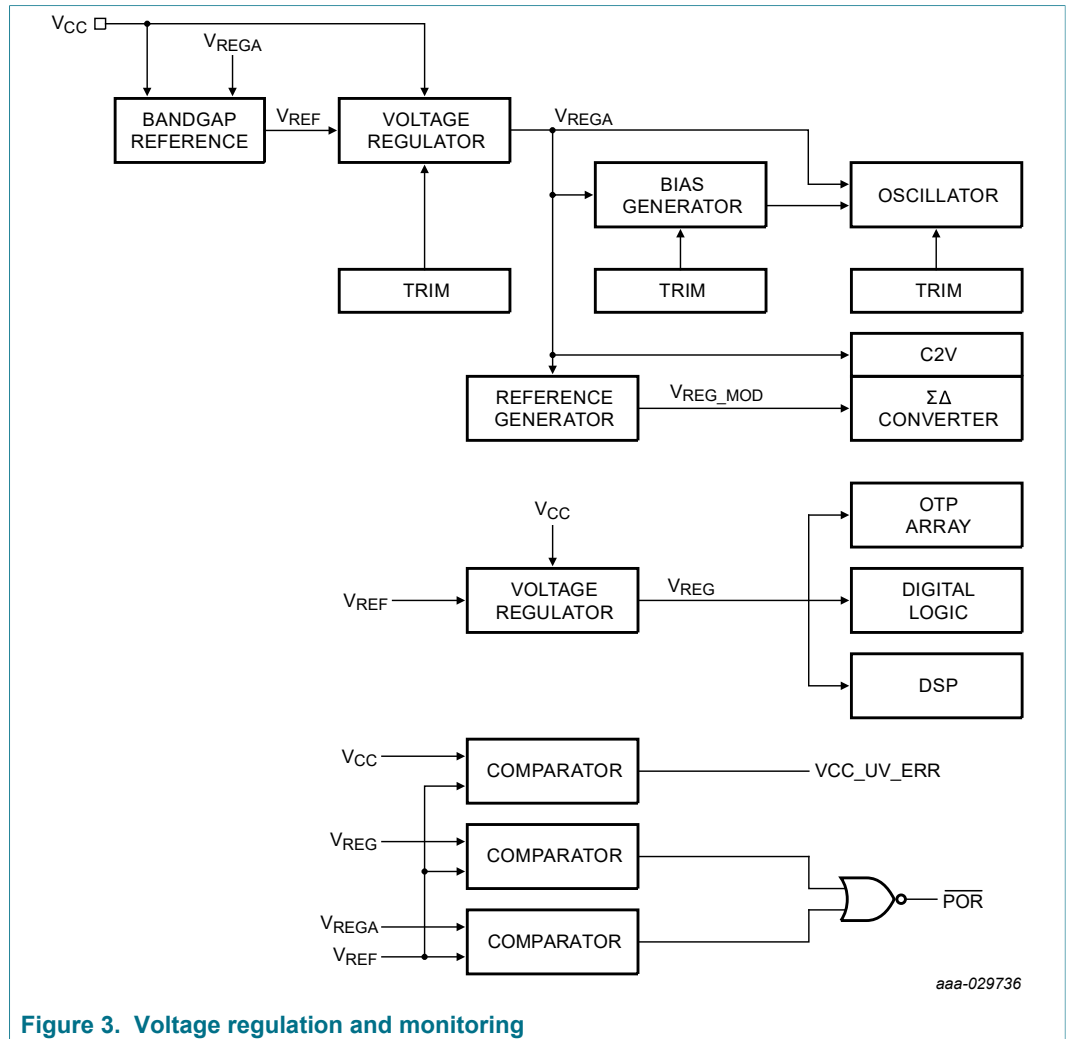 VCC
VREGA
BANDGAP
REFERENCE
VREF
VOLTAGE
REGULATOR
VREGA
BIAS
GENERATOR
OSCILLATOR
TRIM
TRIM
TRIM
REFERENCE
GENERATOR
VREG_MOD
C2V
ΣΔ
CONVERTER
VCC
VREF
VOLTAGE
REGULATOR
VREG
OTP
ARRAY
DIGITAL
LOGIC
DSP
VCC
COMPARATOR
VCC_UV_ERR
VREG
COMPARATOR
VREGA
VREF
COMPARATOR
POR
aaa-029736
Figure 3. Voltage regulation and monitoring